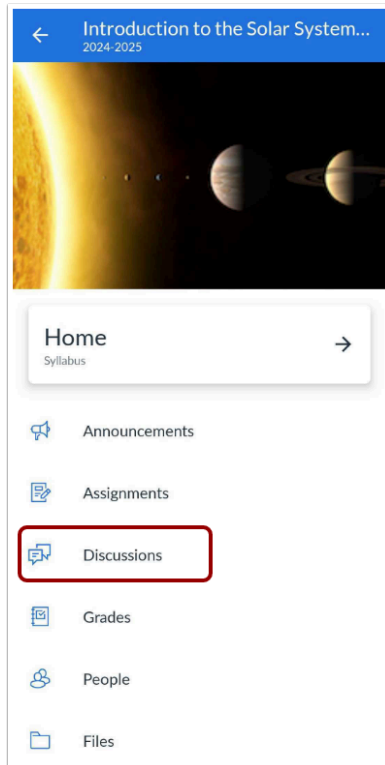 Introduction to the Solar System...
2024-2025
Home
Syllabus
Announcements
Assignments
Discussions
Grades
People
Files